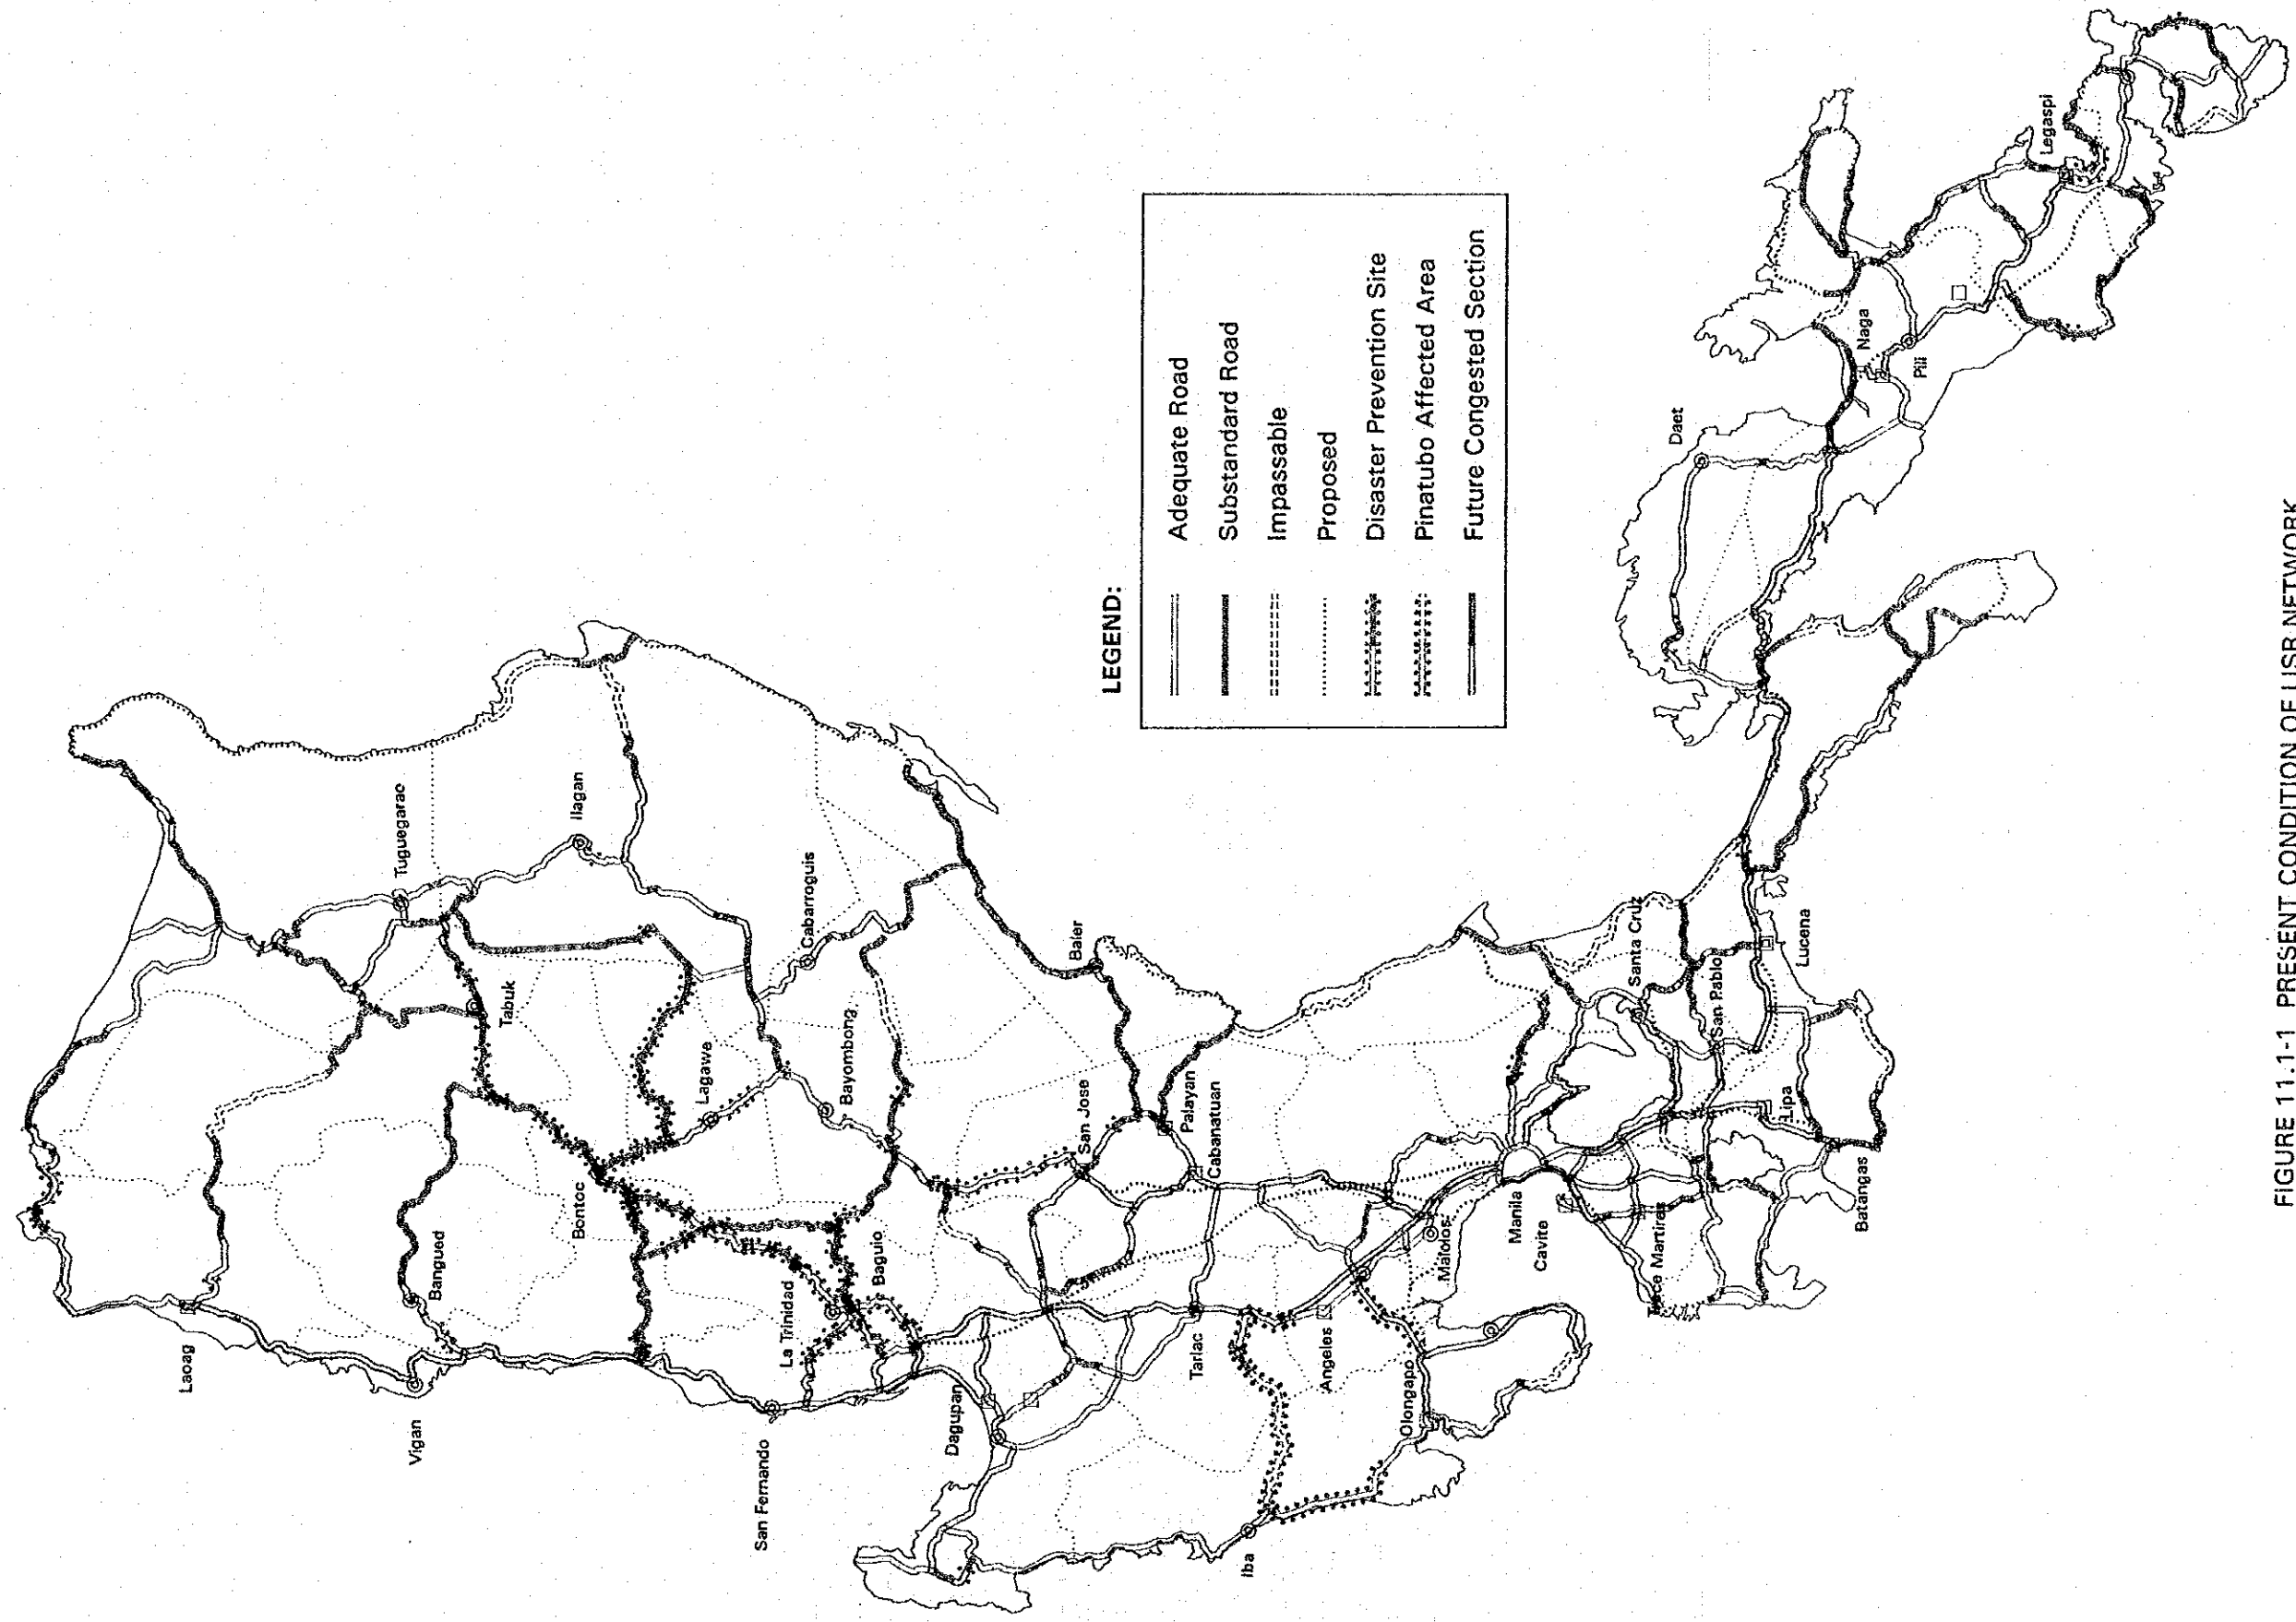 Laoag
Vigan
Bangued
Tuguegarao
Tabuk
Ilagan
Bontoc
Lagawe
Cabarroguis
Bayombong
San Fernando
La Trinidad
Baguio
Dagupan
San Jose
Baler
Palayan
Cabanatuan
Tarlac
Iba
Angeles
Olongapo
Malolos
Manila
Cavite
Trece Martires
Santa Cruz
San Pablo
Lucena
Lipa
Batangas
Daet
Naga
Pili
Legaspi
LEGEND:
Adequate Road
Substandard Road
Impassable
Proposed
Disaster Prevention Site
Pinatubo Affected Area
Future Congested Section
FIGURE 11.1-1 PRESENT CONDITION OF USR NETWORK